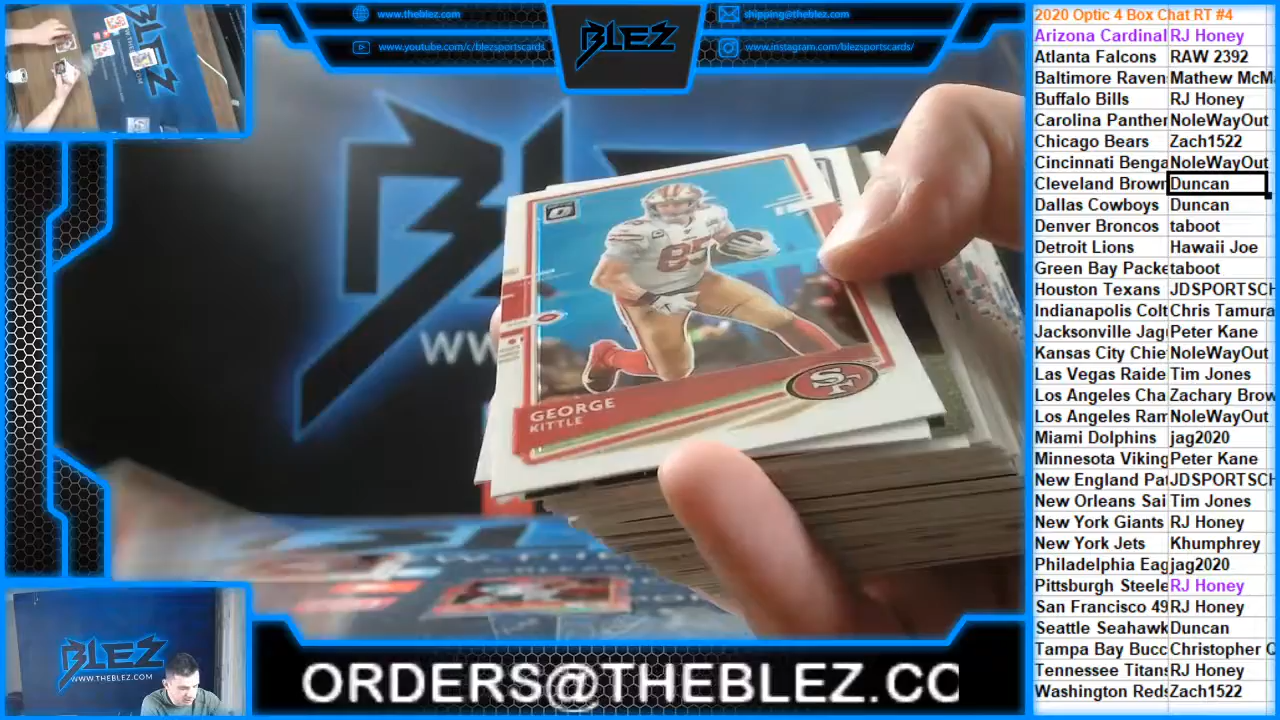 www.theblez.com
www.youtube.com/c/blezsportscards
BLEZ
shipping@theblez.com
www.instagram.com/blezsportscards/
GEORGE
KITTLE
SF
85
ORDERS@THEBLEZ.CO
BLEZ
WWW.THEBLEZ.COM
2020 Optic 4 Box Chat RT #4
Arizona Cardinal RJ Honey
Atlanta Falcons RAW 2392
Baltimore Raven Mathew McM
Buffalo Bills RJ Honey
Carolina Panther NoleWayOut
Chicago Bears Zach1522
Cincinnati Benga NoleWayOut
Cleveland Brown Duncan
Dallas Cowboys Duncan
Denver Broncos taboot
Detroit Lions Hawaii Joe
Green Bay Packe taboot
Houston Texans JDSPORTSCH
Indianapolis Colt Chris Tamura
Jacksonville Jag Peter Kane
Kansas City Chie NoleWayOut
Las Vegas Raide Tim Jones
Los Angeles Cha Zachary Brow
Los Angeles Ram NoleWayOut
Miami Dolphins jag2020
Minnesota Viking Peter Kane
New England Pat JDSPORTSCH
New Orleans Sai Tim Jones
New York Giants RJ Honey
New York Jets Khumphrey
Philadelphia Eag jag2020
Pittsburgh Steele RJ Honey
San Francisco 49 RJ Honey
Seattle Seahawk Duncan
Tampa Bay Bucc Christopher Q
Tennessee Titans RJ Honey
Washington Reds Zach1522